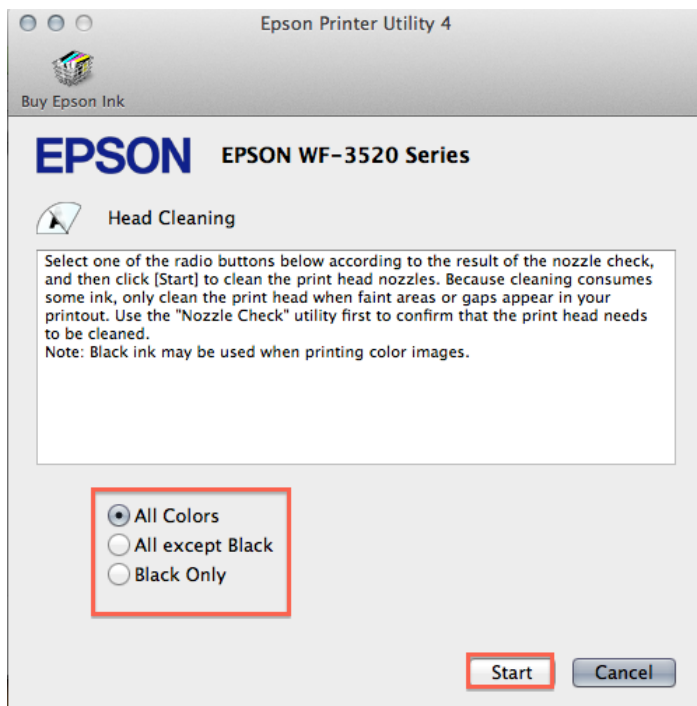 Epson Printer Utility 4
Buy Epson Ink
EPSON EPSON WF-3520 Series
Head Cleaning
Select one of the radio buttons below according to the result of the nozzle check,
and then click [Start] to clean the print head nozzles. Because cleaning consumes
some ink, only clean the print head when faint areas or gaps appear in your
printout. Use the "Nozzle Check" utility first to confirm that the print head needs
to be cleaned.
Note: Black ink may be used when printing color images.
All Colors
All except Black
Black Only
Start Cancel